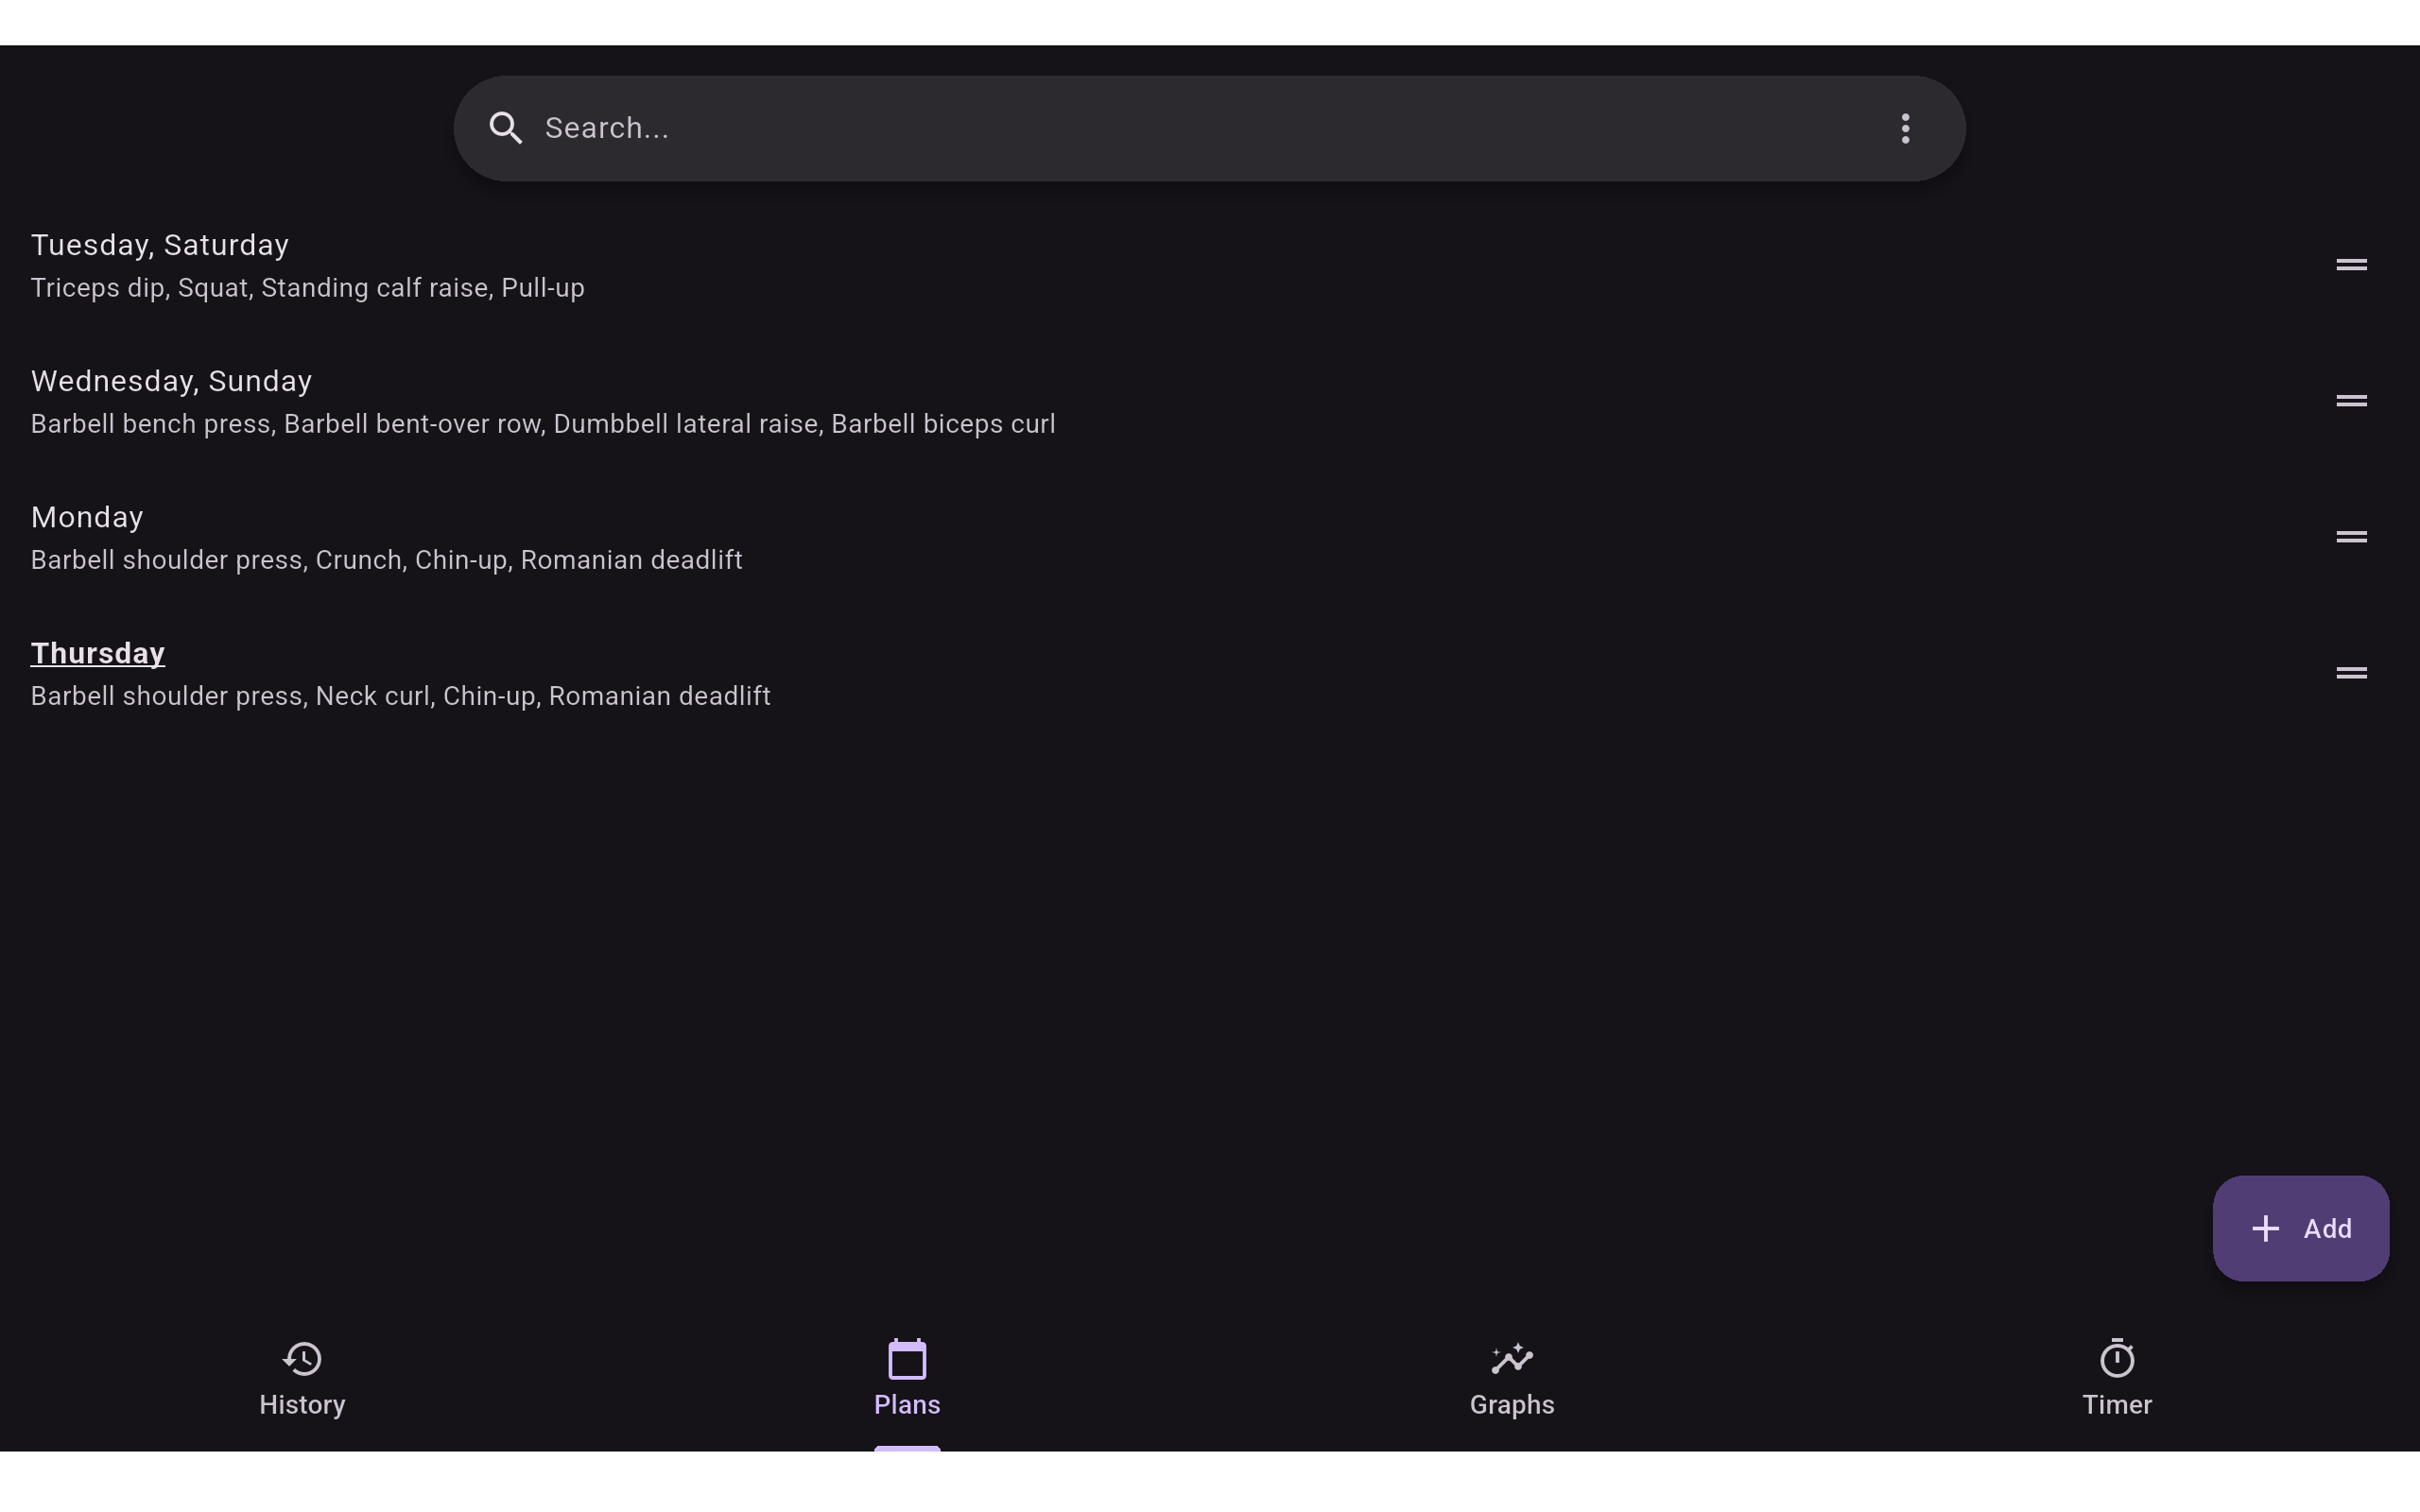 Search...
Tuesday, Saturday
Triceps dip, Squat, Standing calf raise, Pull-up
Wednesday, Sunday
Barbell bench press, Barbell bent-over row, Dumbbell lateral raise, Barbell biceps curl
Monday
Barbell shoulder press, Crunch, Chin-up, Romanian deadlift
Thursday
Barbell shoulder press, Neck curl, Chin-up, Romanian deadlift
Add
History
Plans
Graphs
Timer